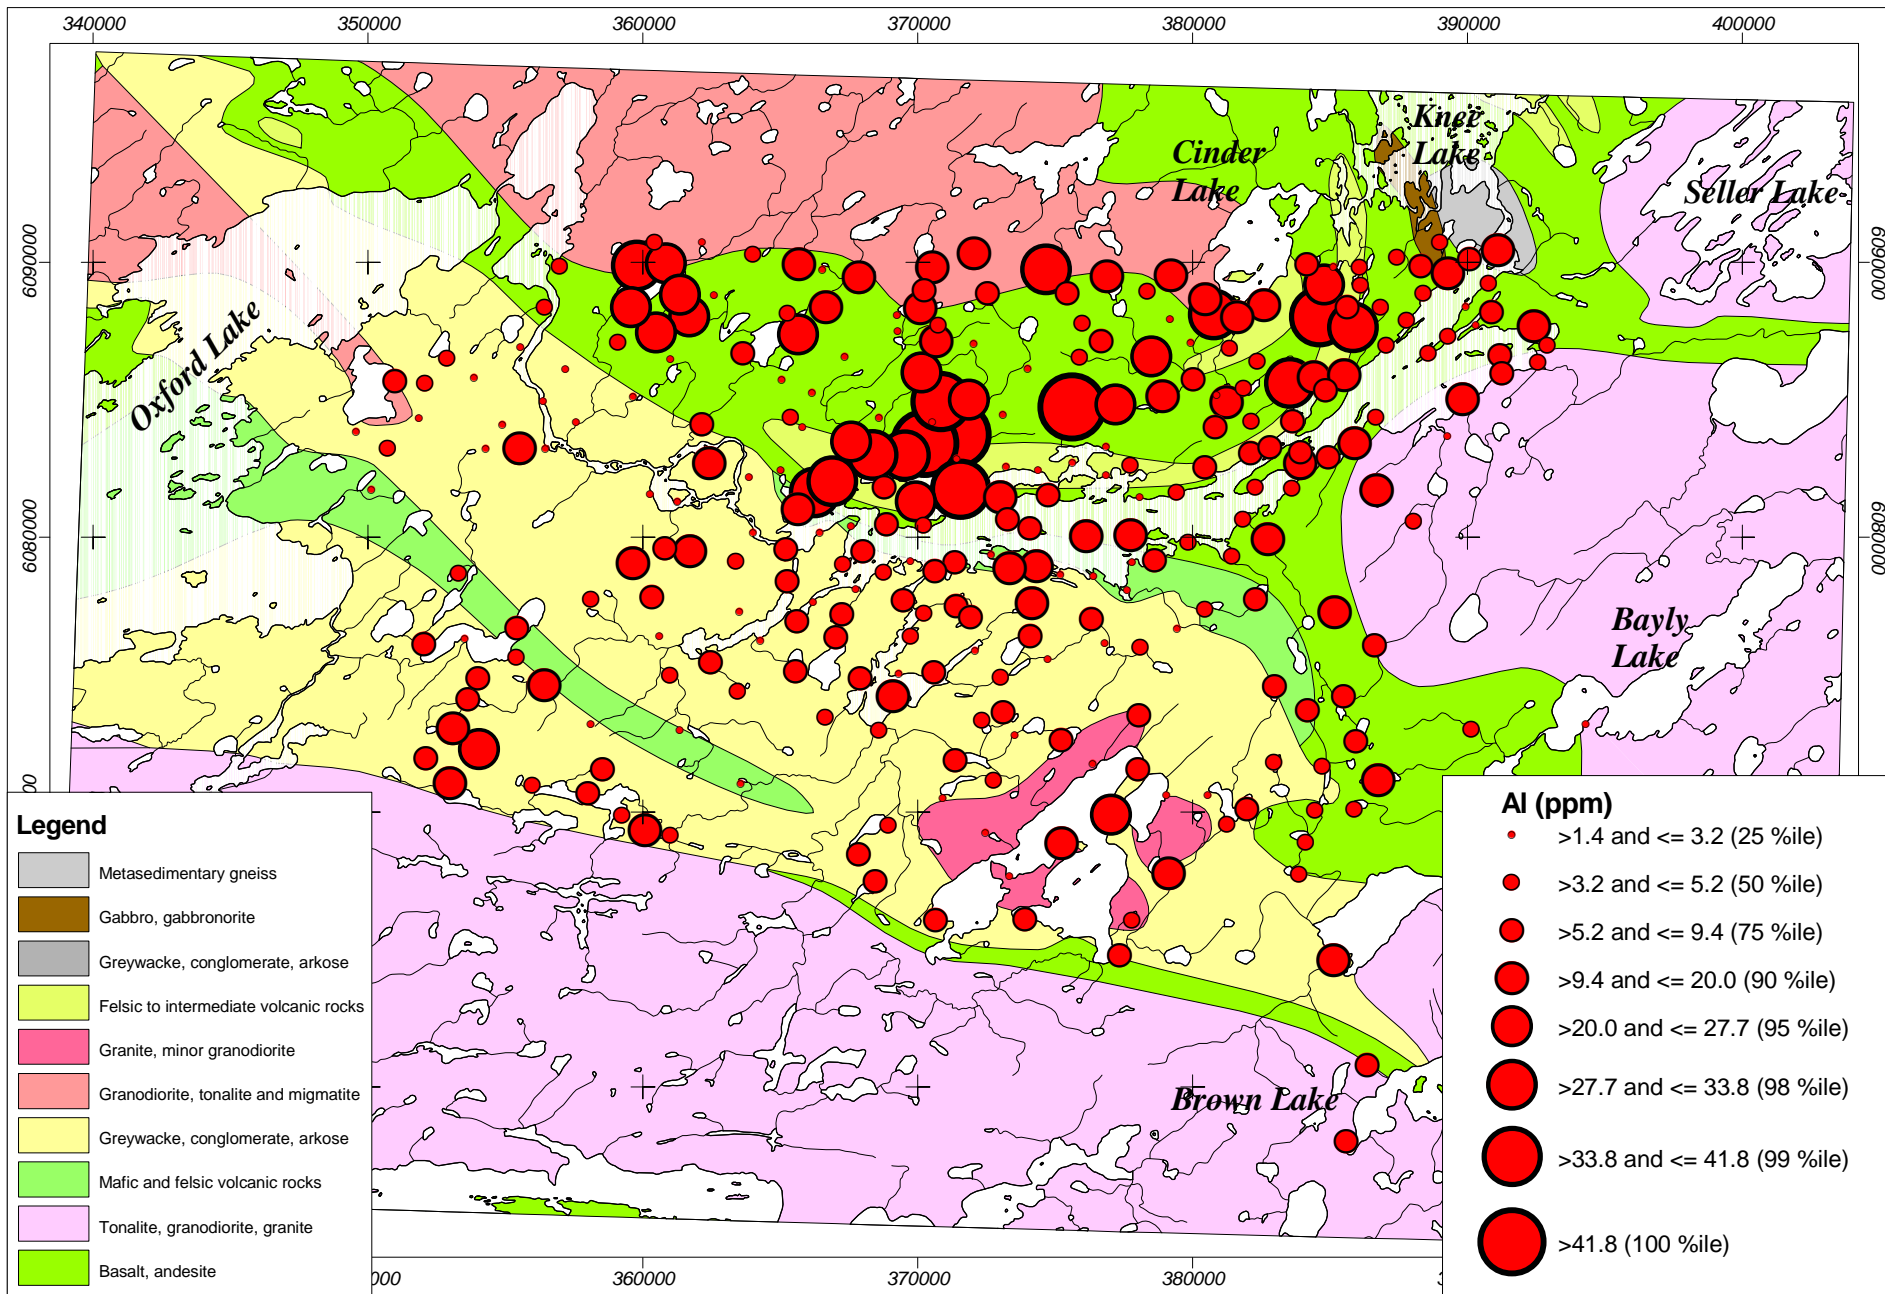 340000
350000
360000
370000
380000
390000
400000
Knee
Lake
Cinder
Lake
Seller Lake
6090000
6090000
Oxford Lake
6080000
6080000
Bayly
Lake
Brown Lake
Legend
Metasedimentary gneiss
Gabbro, gabbronorite
Greywacke, conglomerate, arkose
Felsic to intermediate volcanic rocks
Granite, minor granodiorite
Granodiorite, tonalite and migmatite
Greywacke, conglomerate, arkose
Mafic and felsic volcanic rocks
Tonalite, granodiorite, granite
Basalt, andesite
Al (ppm)
>1.4 and <= 3.2 (25 %ile)
>3.2 and <= 5.2 (50 %ile)
>5.2 and <= 9.4 (75 %ile)
>9.4 and <= 20.0 (90 %ile)
>20.0 and <= 27.7 (95 %ile)
>27.7 and <= 33.8 (98 %ile)
>33.8 and <= 41.8 (99 %ile)
>41.8 (100 %ile)
360000
370000
380000